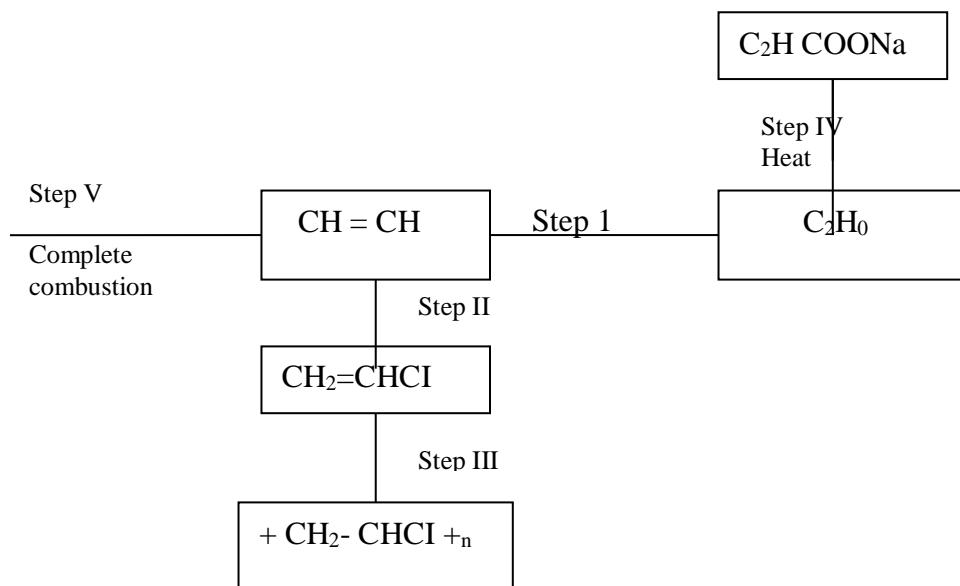 C₂H COONa
Step IV
Heat
Step V
CH = CH
Step 1
C₂H₀
Complete
combustion
Step II
CH₂=CHCI
Step III
+ CH₂- CHCI +ₙ